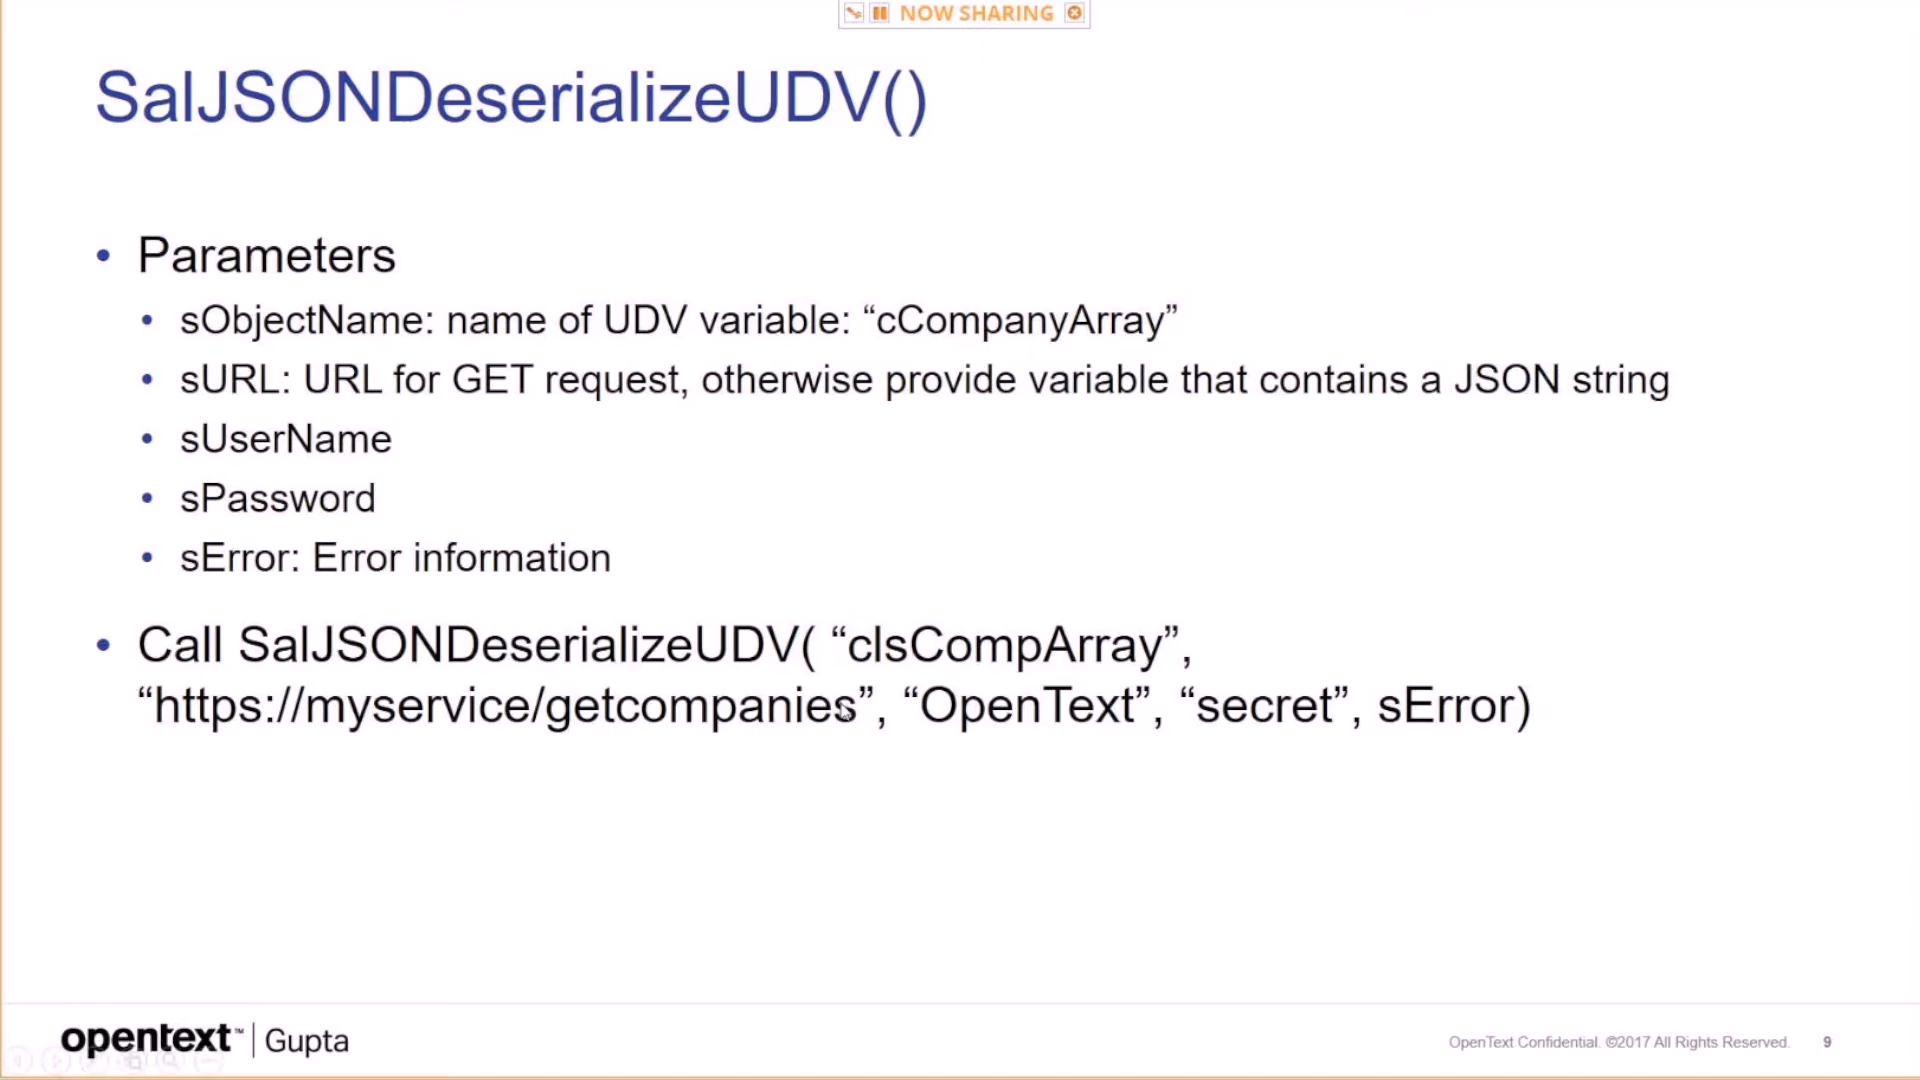 NOW SHARING
SalJSONDeserializeUDV()
• Parameters
• sObjectName: name of UDV variable: “cCompanyArray”
• sURL: URL for GET request, otherwise provide variable that contains a JSON string
• sUserName
• sPassword
• sError: Error information
• Call SalJSONDeserializeUDV( “clsCompArray”,
“https://myservice/getcompanies”, “OpenText”, “secret”, sError)
opentext™ | Gupta
OpenText Confidential. ©2017 All Rights Reserved. 9